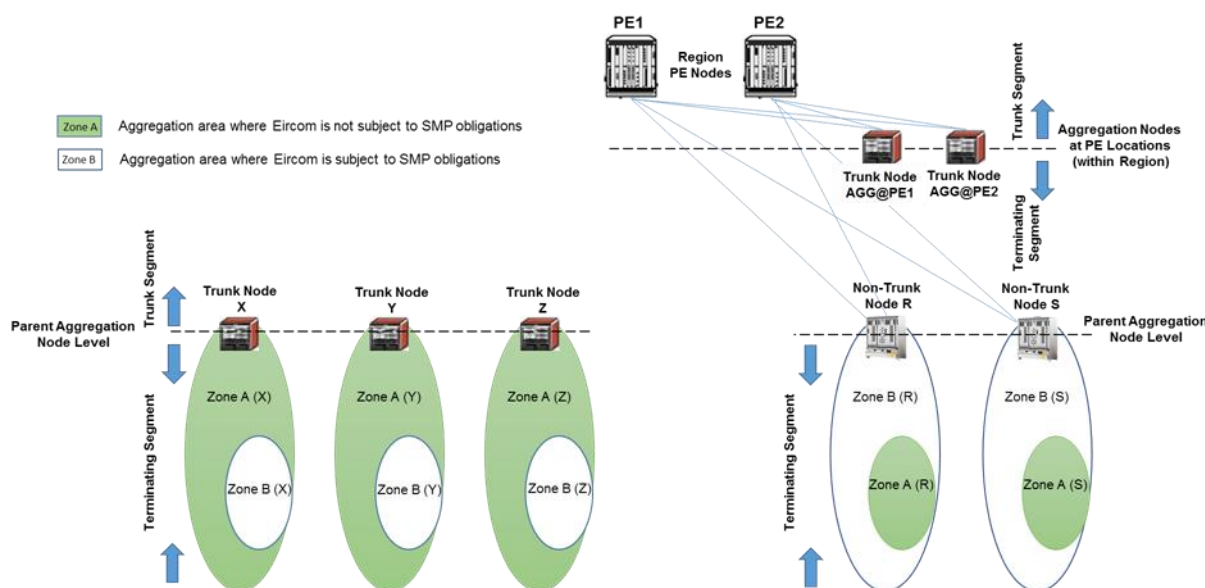 PE1
PE2
Region
PE Nodes
Trunk Segment
Zone A
Aggregation area where Eircom is not subject to SMP obligations
Zone B
Aggregation area where Eircom is subject to SMP obligations
Aggregation Nodes
at PE Locations
(within Region)
Trunk Node
AGG@PE1
Trunk Node
AGG@PE2
Terminating
Segment
Trunk Segment
Trunk Node
X
Trunk Node
Y
Trunk Node
Z
Non-Trunk
Node R
Non-Trunk
Node S
Parent Aggregation
Node Level
Parent Aggregation
Node Level
Terminating Segment
Zone A (X)
Zone A (Y)
Zone A (Z)
Zone B (R)
Zone B (S)
Terminating Segment
Zone B (X)
Zone B (Y)
Zone B (Z)
Zone A (R)
Zone A (S)